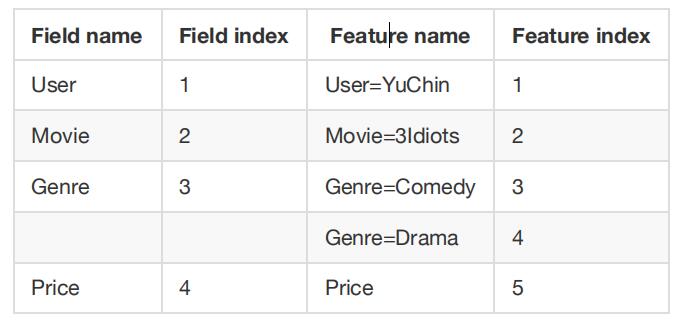 Field name Field index Feature name Feature index
User 1 User=YuChin 1
Movie 2 Movie=3Idiots 2
Genre 3 Genre=Comedy 3
Genre=Drama 4
Price 4 Price 5